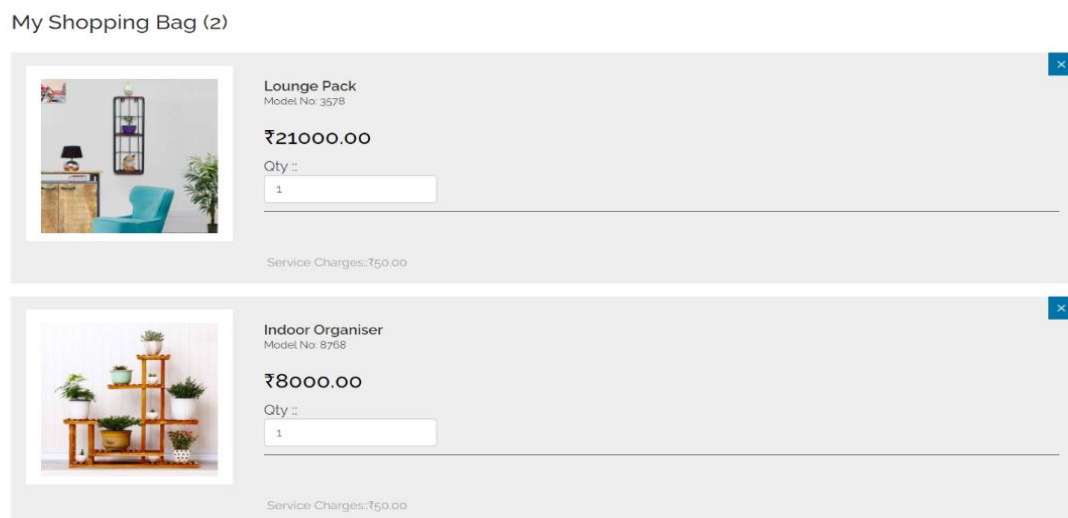 My Shopping Bag (2)
×
Lounge Pack
Model No: 3578
₹21000.00
Qty ::
1
Service Charges::₹50.00
×
Indoor Organiser
Model No: 8768
₹8000.00
Qty ::
1
Service Charges::₹50.00